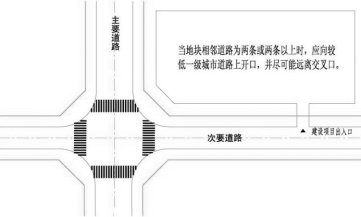 主要道路
当地块相邻道路为两条或两条以上时，应向较
低一级城市道路上开口，并尽可能远离交叉口。
次要道路
建设项目出入口